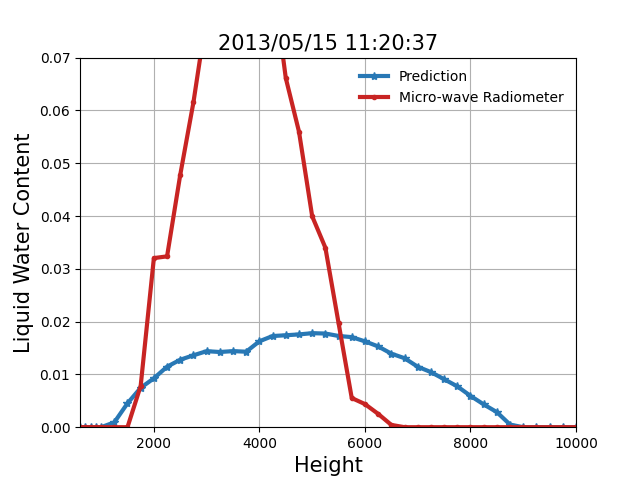 2013/05/15 11:20:37
0.07
0.06
0.05
0.04
0.03
0.02
0.01
0.00
Liquid Water Content
Prediction
Micro-wave Radiometer
2000 4000 6000 8000 10000
Height